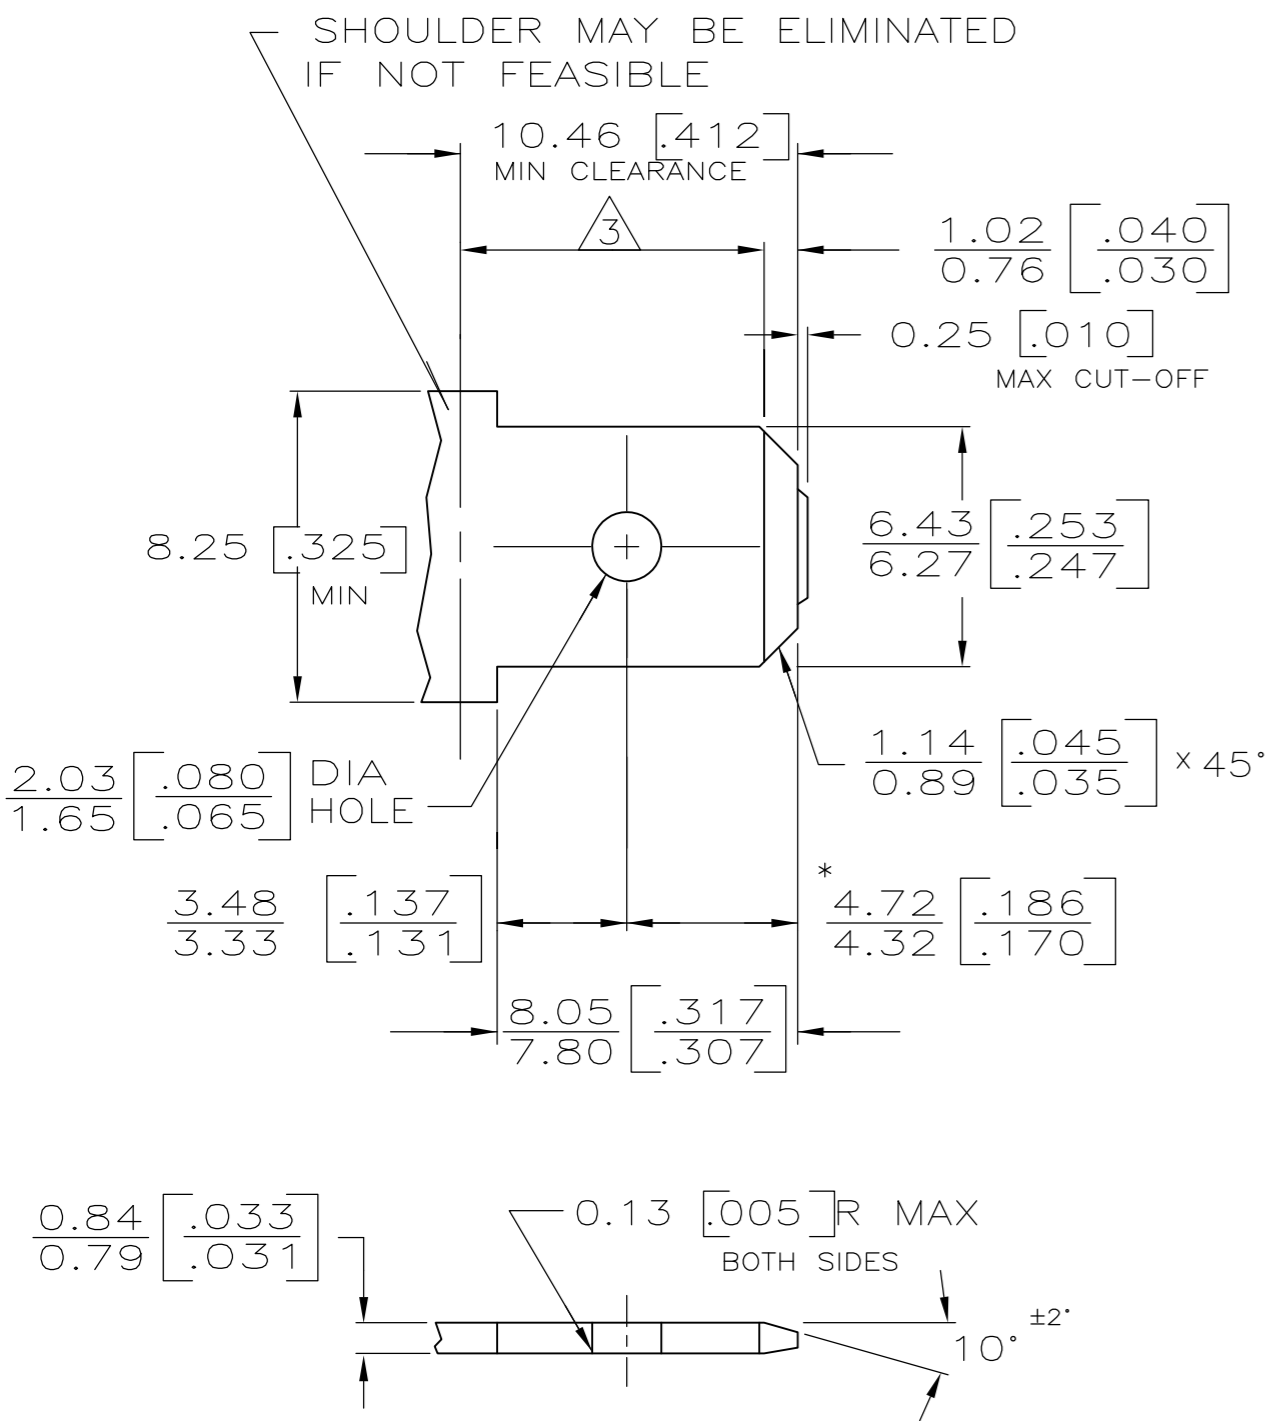 SHOULDER MAY BE ELIMINATED
IF NOT FEASIBLE
10.46 [.412]
MIN CLEARANCE
3
1.02 [.040
0.76 .030]
0.25 [.010]
MAX CUT-OFF
8.25 [.325]
MIN
6.43 [.253
6.27 .247]
2.03 [.080
1.65 .065]
DIA
HOLE
1.14 [.045
0.89 .035] x 45°
3.48 [.137
3.33 .131]
*
4.72 [.186
4.32 .170]
8.05 [.317
7.80 .307]
0.84 [.033
0.79 .031]
0.13 [.005]R MAX
BOTH SIDES
10° ±2°